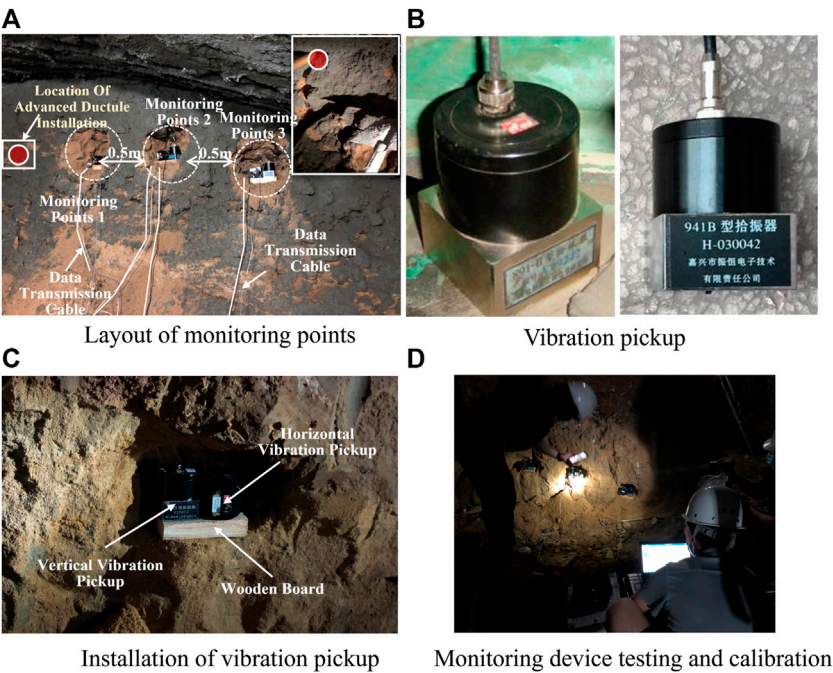 A
Location Of
Advanced Ductule
Installation
Monitoring
Points 2
Monitoring
Points 3
0.5m
0.5m
Monitoring
Points 1
Data
Transmission
Cable
Data
Transmission
Cable
Layout of monitoring points
B
941B 型拾振器
H-030042
嘉兴市振恒电子技术
有限责任公司
Vibration pickup
C
Horizontal
Vibration Pickup
Vertical Vibration
Pickup
Wooden Board
Installation of vibration pickup
D
Monitoring device testing and calibration